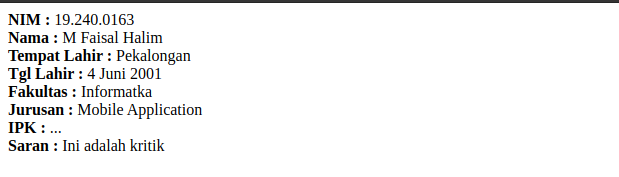 NIM : 19.240.0163
Nama : M Faisal Halim
Tempat Lahir : Pekalongan
Tgl Lahir : 4 Juni 2001
Fakultas : Informatka
Jurusan : Mobile Application
IPK : ...
Saran : Ini adalah kritik